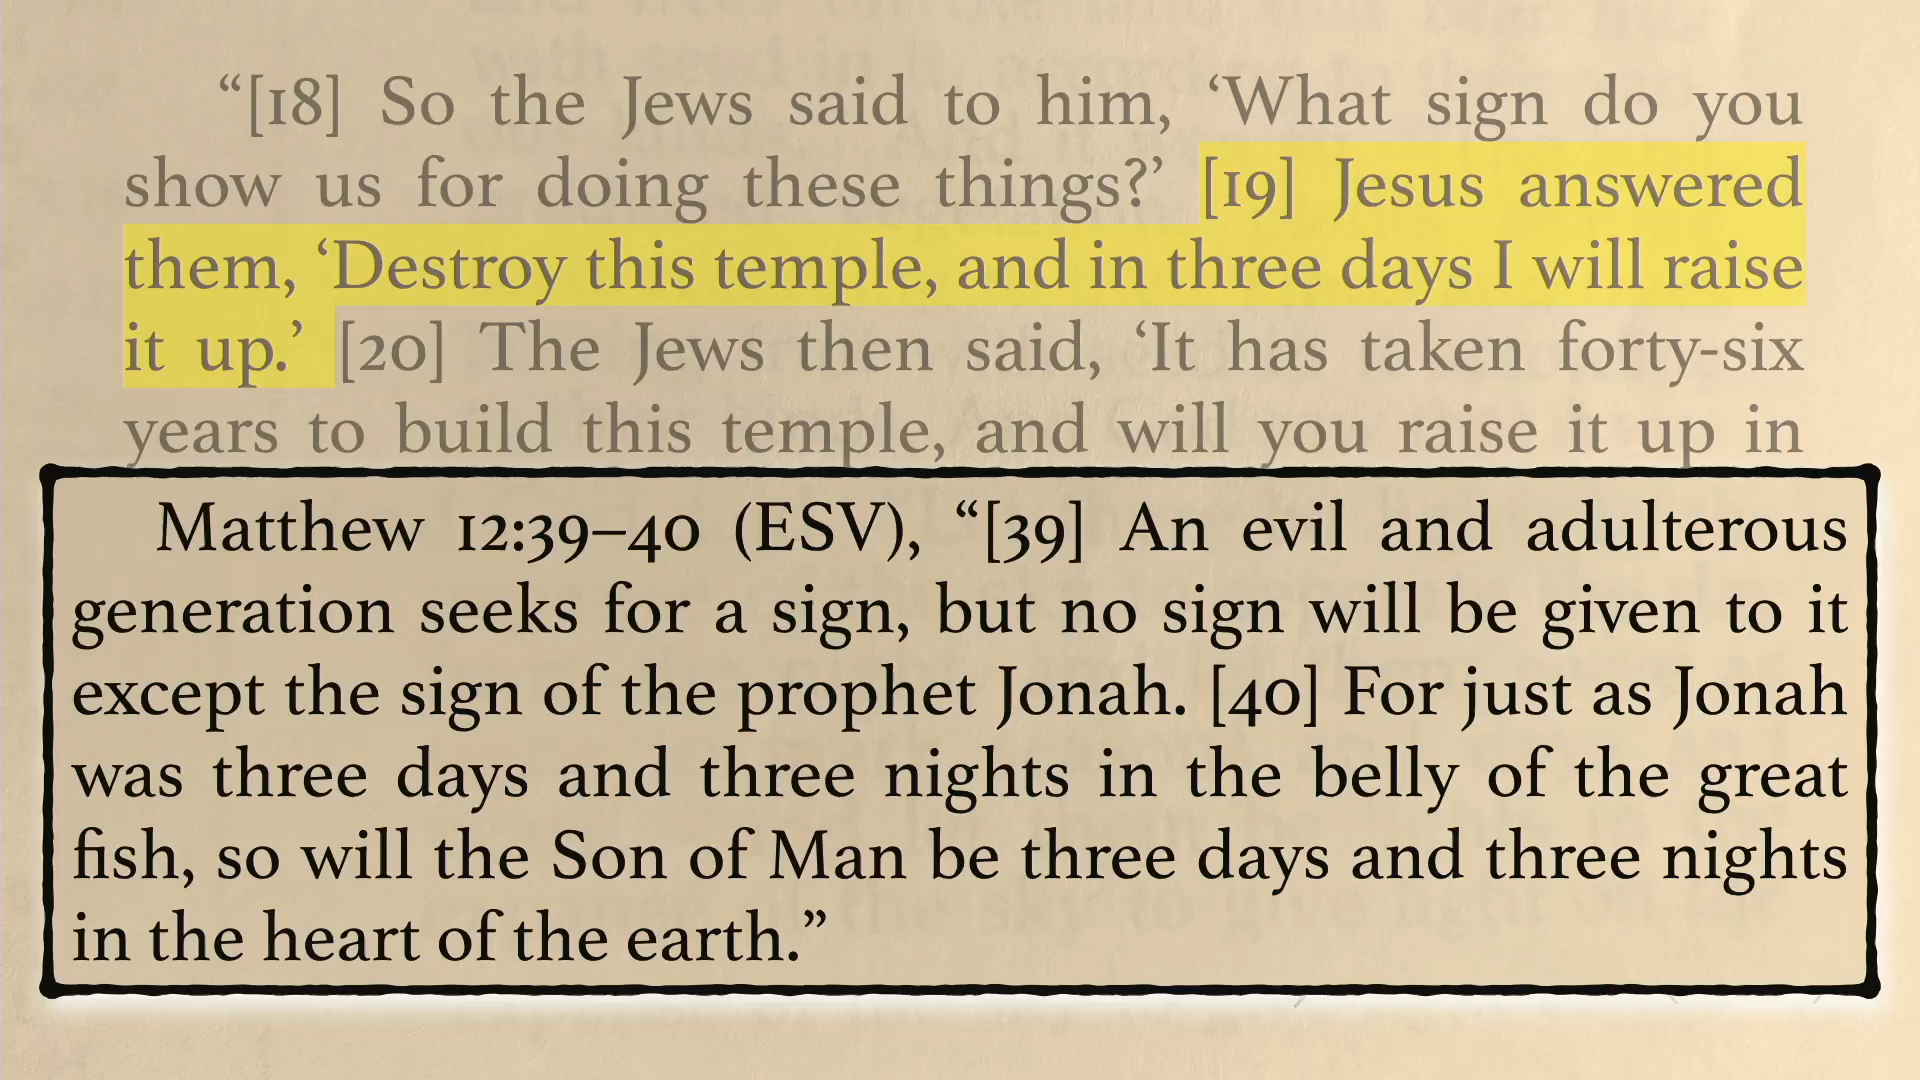 “[18] So the Jews said to him, ‘What sign do you
show us for doing these things?’ [19] Jesus answered
them, ‘Destroy this temple, and in three days I will raise
it up.’ [20] The Jews then said, ‘It has taken forty-six
years to build this temple, and will you raise it up in
Matthew 12:39–40 (ESV), “[39] An evil and adulterous
generation seeks for a sign, but no sign will be given to it
except the sign of the prophet Jonah. [40] For just as Jonah
was three days and three nights in the belly of the great
fish, so will the Son of Man be three days and three nights
in the heart of the earth.”